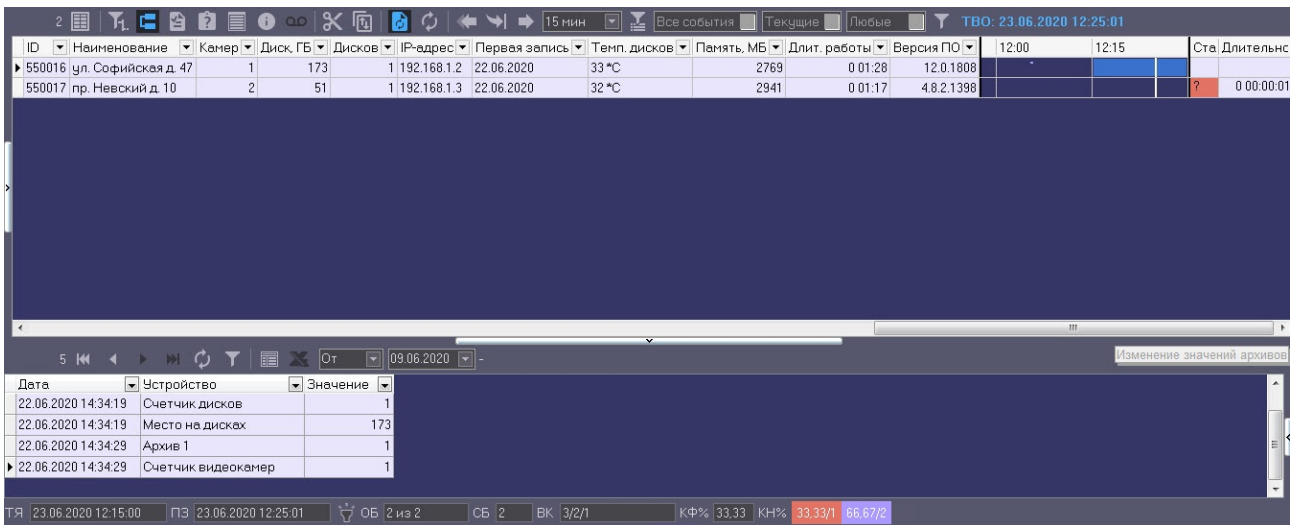 2 15 мин Все события Текущие Любые ТВО: 23.06.2020 12:25:01
ID Наименование Камер Диск, ГБ Дисков IP-адрес Первая запись Темп. дисков Память, МБ Длит. работы Версия ПО 12:00 12:15 Ста Длительнс
550016 ул. Софийская д. 47 1 173 1 192.168.1.2 22.06.2020 33 °C 2769 0 01:28 12.0.1808
550017 пр. Невский д. 10 2 51 1 192.168.1.3 22.06.2020 32 °C 2941 0 01:17 4.8.2.1398 ? 0 00:00:01
5 От 09.06.2020 - Изменение значений архивов
Дата Устройство Значение
22.06.2020 14:34:19 Счетчик дисков 1
22.06.2020 14:34:19 Место на дисках 173
22.06.2020 14:34:29 Архив 1 1
22.06.2020 14:34:29 Счетчик видеокамер 1
ТЯ 23.06.2020 12:15:00 ПЗ 23.06.2020 12:25:01 ОБ 2 из 2 СБ 2 ВК 3/2/1 КФ% 33,33 КН% 33,33/1 66,67/2